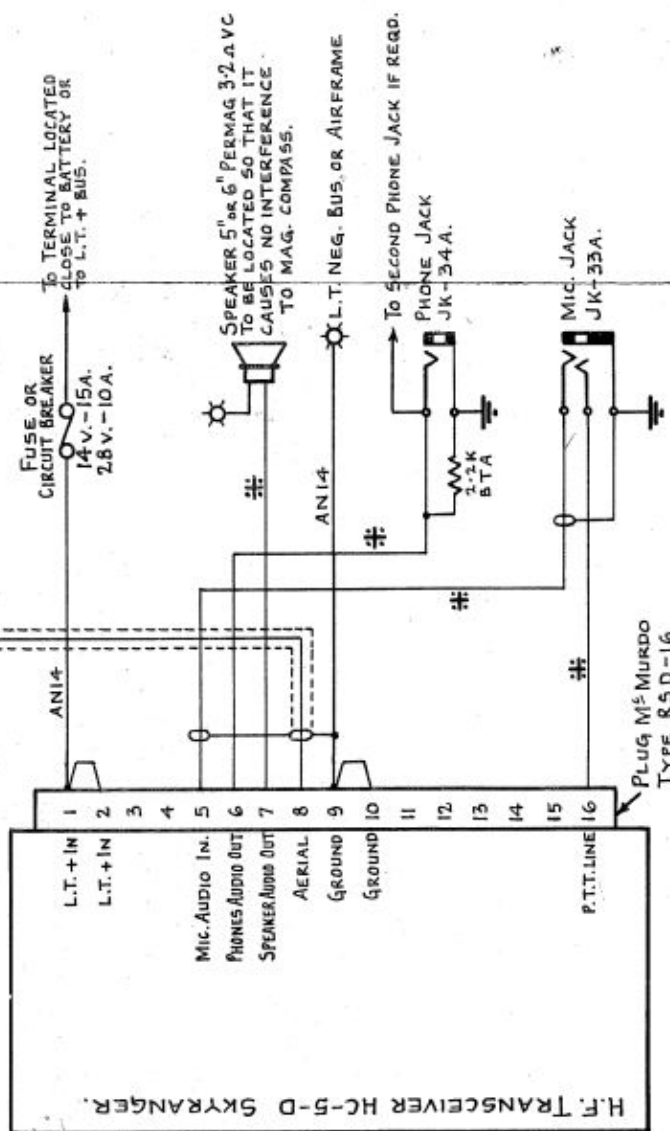 To TERMINAL LOCATED
CLOSE TO BATTERY OR
TO L.T. + BUS.
FUSE OR
CIRCUIT BREAKER
14 V.-15A.
28 V.-10A.
AN14
SPEAKER 5" or 6" PERMAG 3·2 Ω VC
TO BE LOCATED SO THAT IT
CAUSES NO INTERFERENCE
TO MAG. COMPASS.
L.T. NEG. BUS. OR AIRFRAME
AN14
TO SECOND PHONE JACK IF REQD.
PHONE JACK
JK-34A.
2·2K
BTA
MIC. JACK
JK-33A.
L.T. + IN 1
L.T. + IN 2
3
4
MIC. AUDIO IN. 5
PHONES AUDIO OUT 6
SPEAKER AUDIO OUT 7
AERIAL 8
GROUND 9
GROUND 10
11
12
13
14
15
P.T.T. LINE 16
PLUG Mc MURDO
TYPE RSD-16
H.F. TRANSCEIVER HC-5-D SKYRANGER.